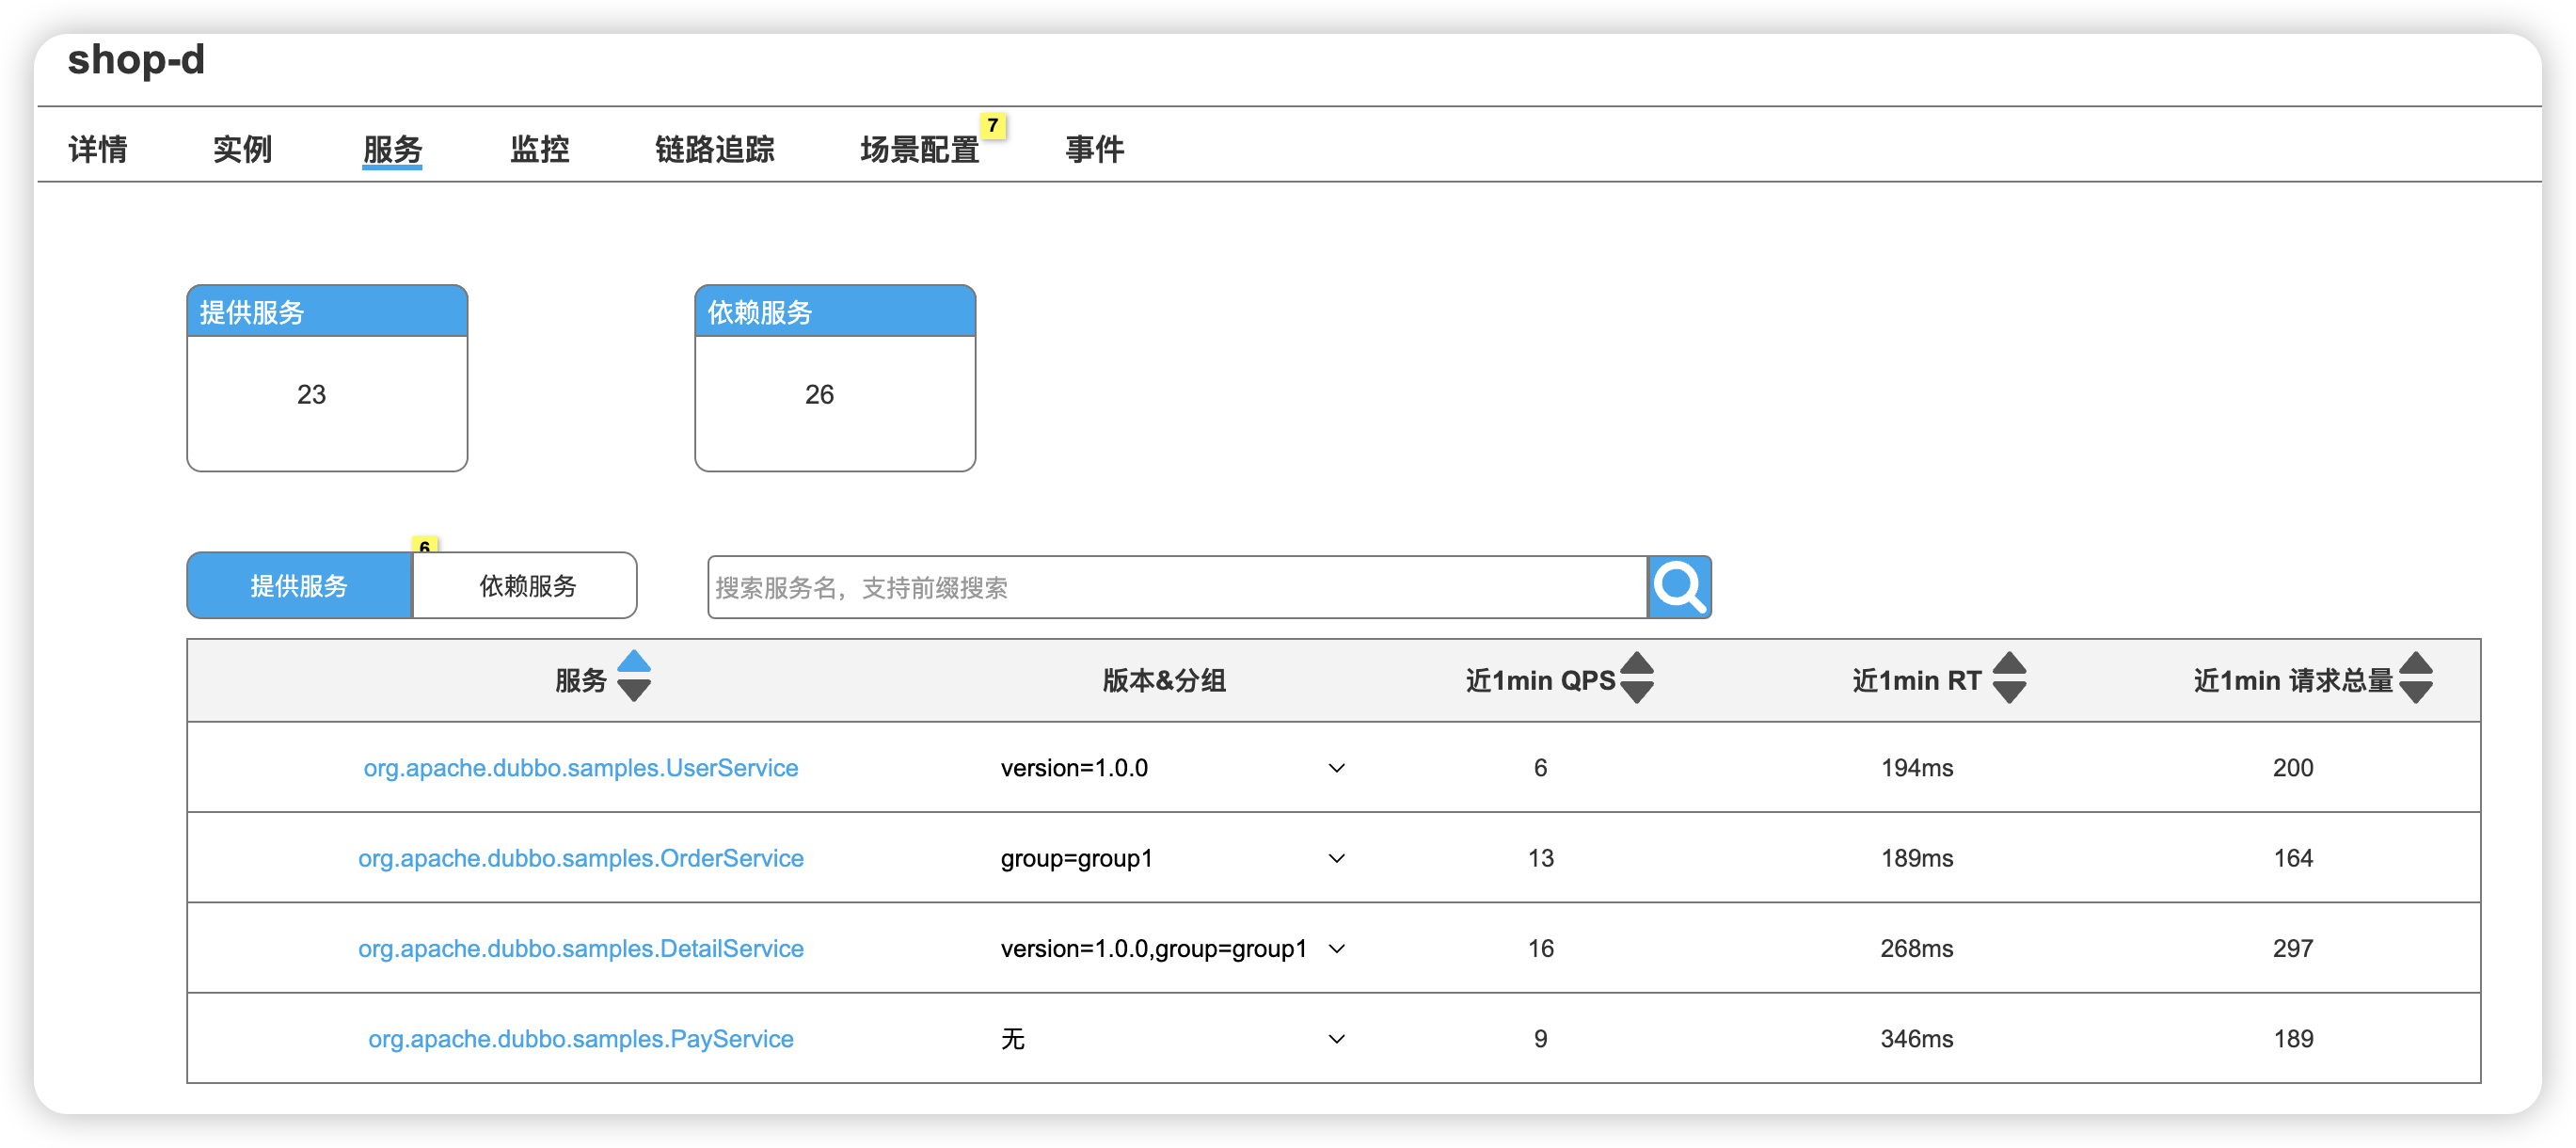 shop-d
详情 实例 服务 监控 链路追踪 场景配置 7 事件
提供服务 依赖服务
23 26
6
提供服务 依赖服务 搜索服务名，支持前缀搜索
服务 版本&分组 近1min QPS 近1min RT 近1min 请求总量
org.apache.dubbo.samples.UserService version=1.0.0 6 194ms 200
org.apache.dubbo.samples.OrderService group=group1 13 189ms 164
org.apache.dubbo.samples.DetailService version=1.0.0,group=group1 16 268ms 297
org.apache.dubbo.samples.PayService 无 9 346ms 189